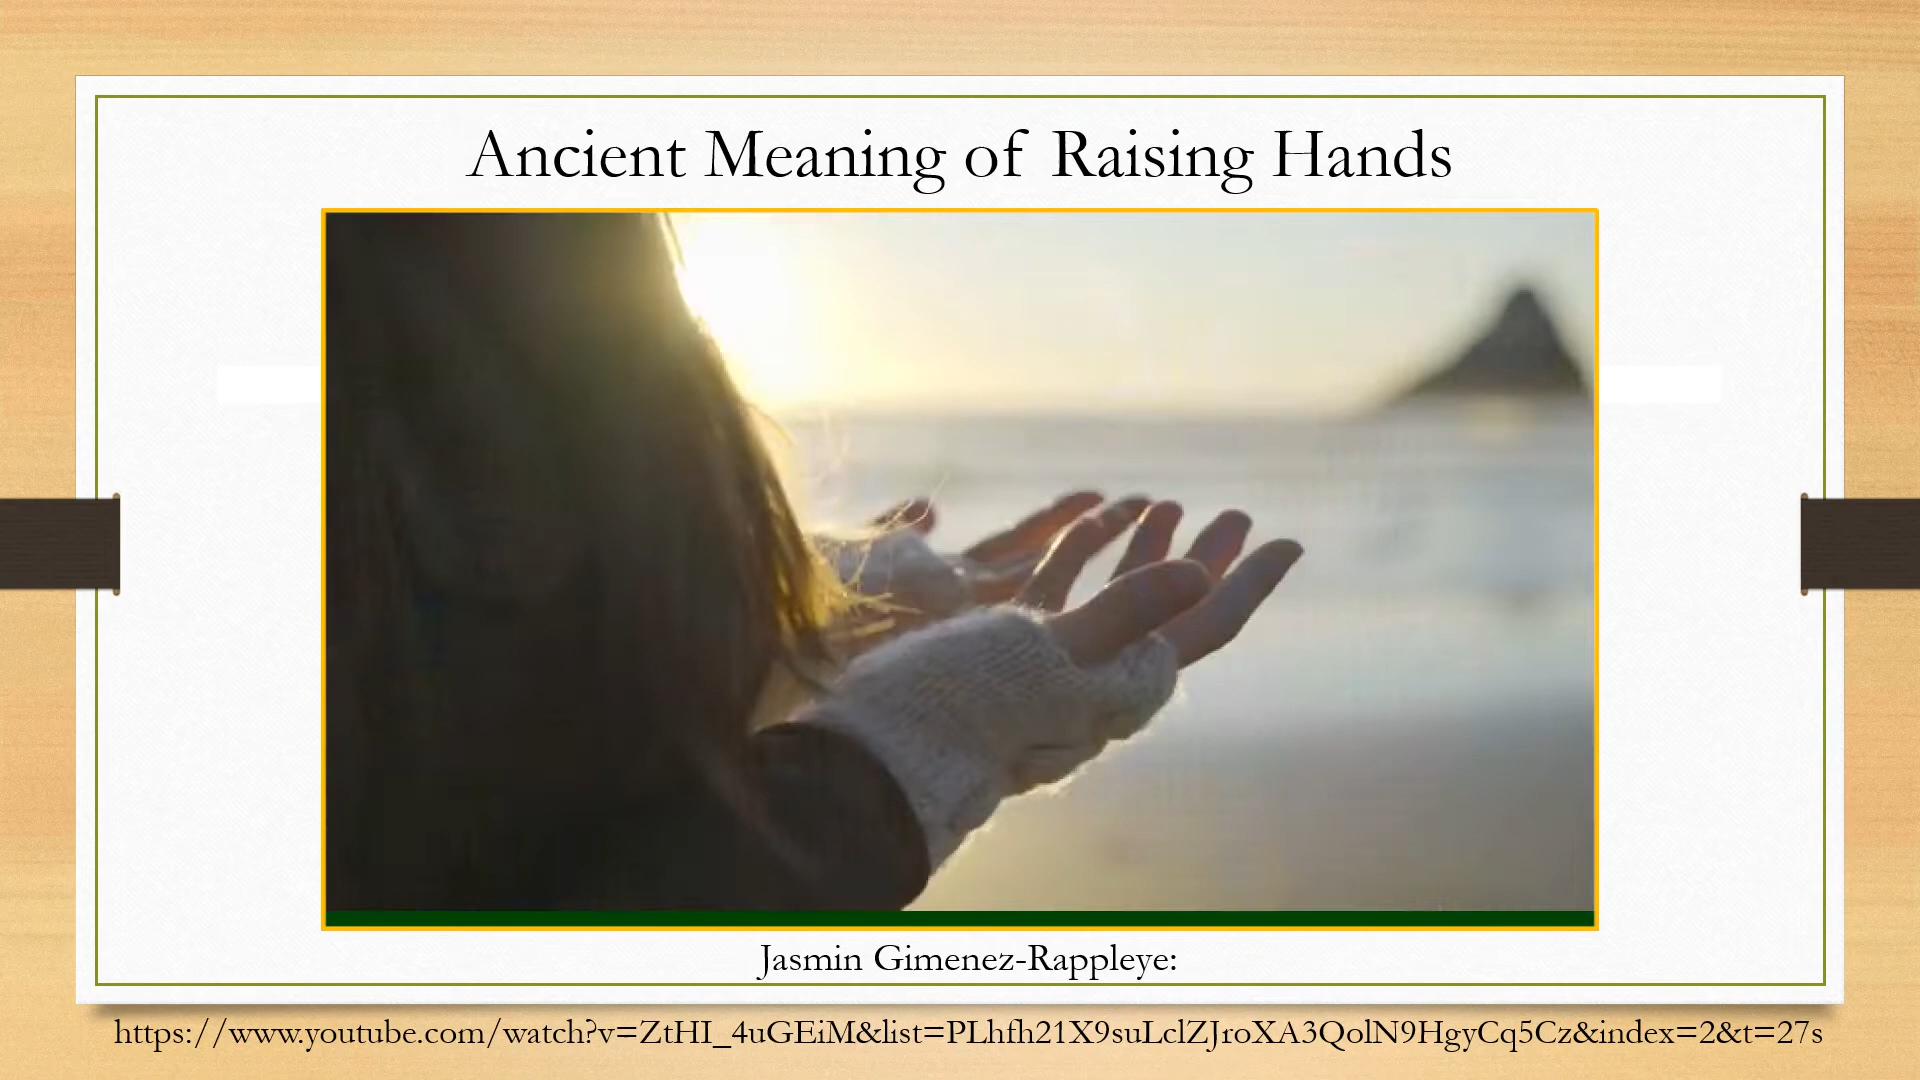 Ancient Meaning of Raising Hands
Jasmin Gimenez-Rappleye:
https://www.youtube.com/watch?v=ZtHI_4uGEiM&list=PLhfh21X9suLclZJroXA3QolN9HgyCq5Cz&index=2&t=27s